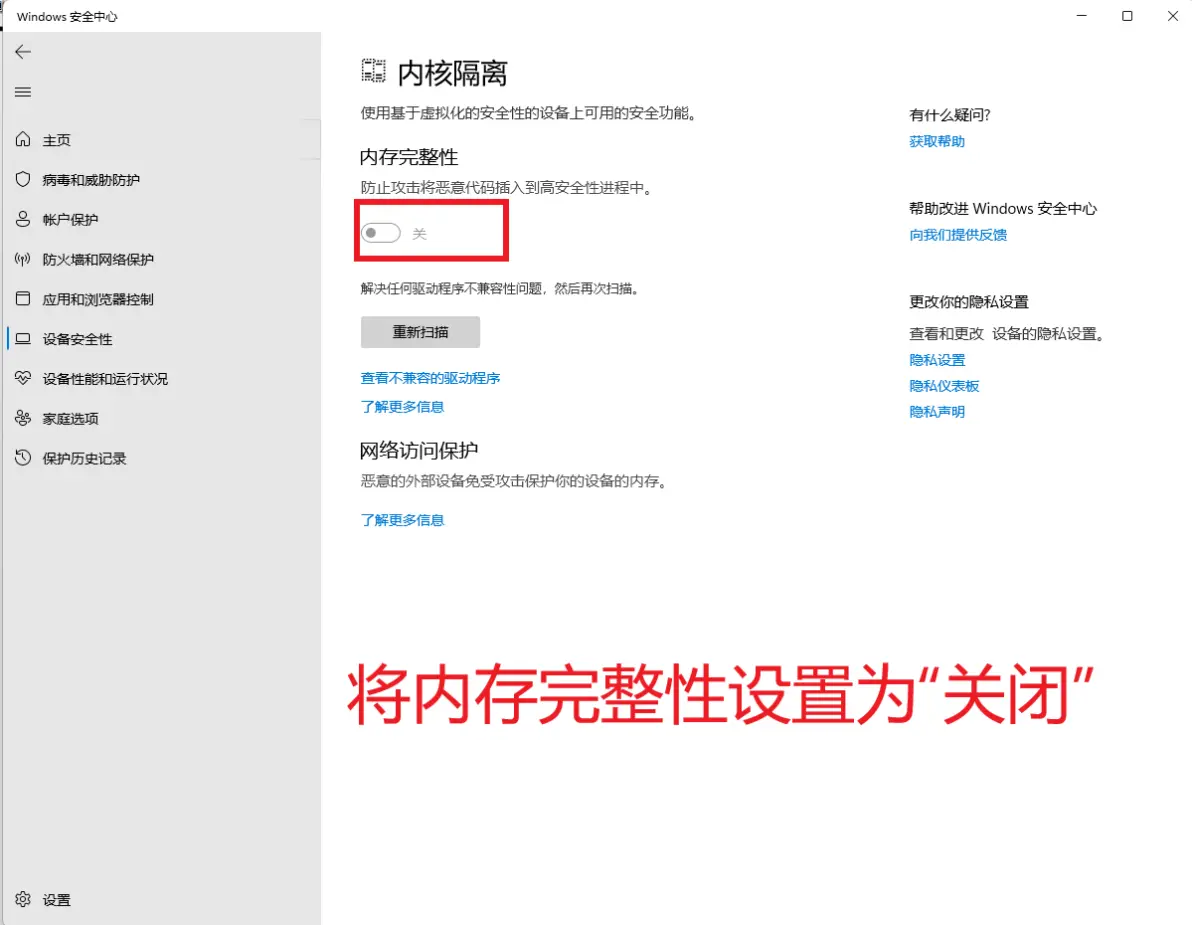 Windows 安全中心
主页
病毒和威胁防护
帐户保护
防火墙和网络保护
应用和浏览器控制
设备安全性
设备性能和运行状况
家庭选项
保护历史记录
设置
内核隔离
使用基于虚拟化的安全性的设备上可用的安全功能。
内存完整性
防止攻击将恶意代码插入到高安全性进程中。
关
解决任何驱动程序不兼容性问题，然后再次扫描。
重新扫描
查看不兼容的驱动程序
了解更多信息
网络访问保护
恶意的外部设备免受攻击保护你的设备的内存。
了解更多信息
有什么疑问?
获取帮助
帮助改进 Windows 安全中心
向我们提供反馈
更改你的隐私设置
查看和更改 设备的隐私设置。
隐私设置
隐私仪表板
隐私声明
将内存完整性设置为“关闭”